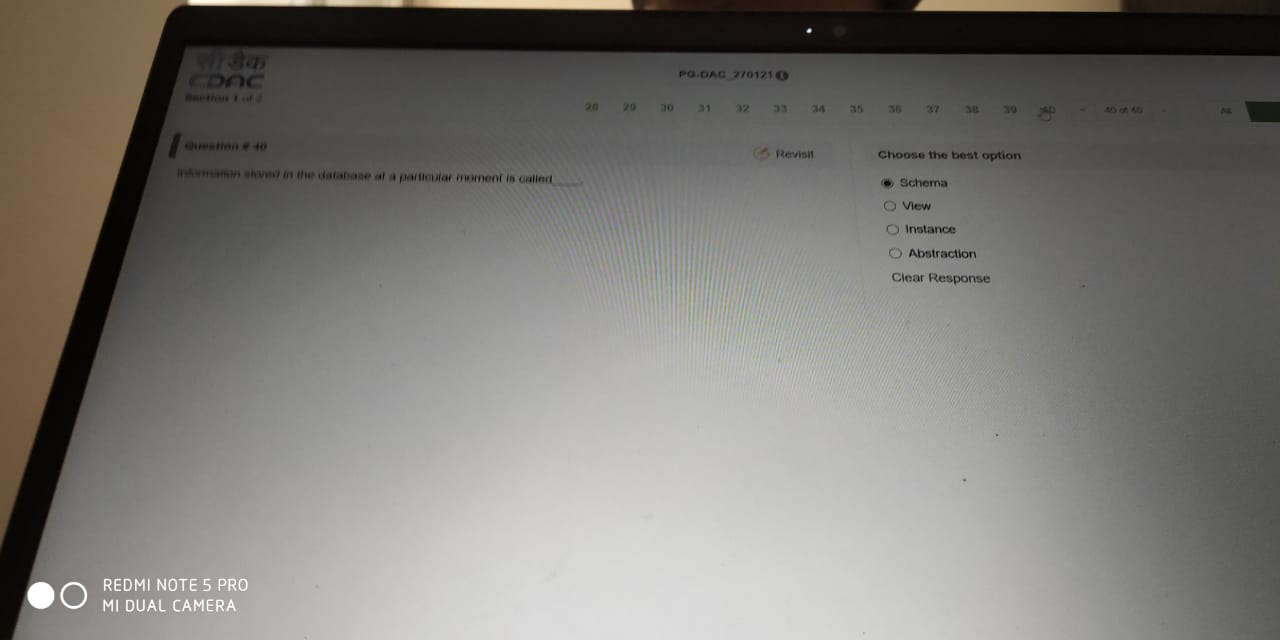 सी डैक
CDAC
Section 1 of 2
PG-DAC_270121
28 29 30 31 32 33 34 35 36 37 38 39 40 40 of 40 All
Question # 40
Revisit
Information stored in the database at a particular moment is called_____.
Choose the best option
Schema
View
Instance
Abstraction
Clear Response
REDMI NOTE 5 PRO
MI DUAL CAMERA